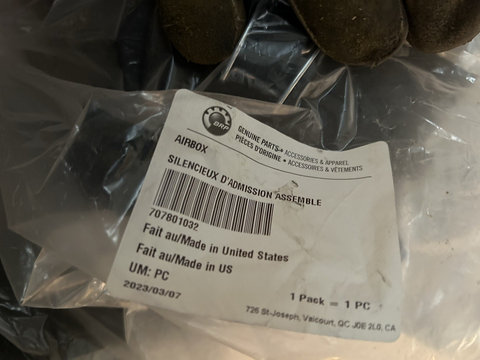 BRP
GENUINE PARTS • ACCESSORIES & APPAREL
PIÈCES D'ORIGINE • ACCESSOIRES & VÊTEMENTS
AIRBOX
SILENCIEUX D'ADMISSION ASSEMBLE
707801032
Fait au/Made in United States
Fait au/Made in US
UM: PC
1 Pack = 1 PC
2023/03/07
726 St-Joseph, Valcourt, QC J0E 2L0, CA